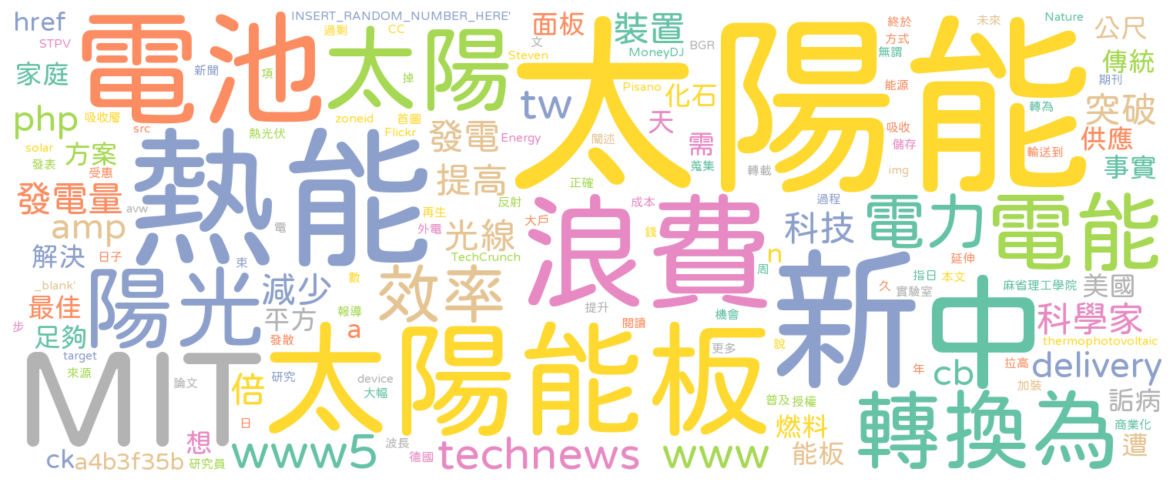 href
INSERT_RANDOM_NUMBER_HERE'
STPV
電池
過剩
CC
太陽
面板
裝置
MoneyDJ
BGR
太陽能
終於
方式
無謂
未來
Nature
公尺
傳統
期刊
家庭
新聞
項
掉
Steven
文
tw
Pisano
化石
能源
轉為
突破
php
吸收層
src
熱光伏
zoneid
首圖
Flickr
發電
Energy
天
需
蒐集
闡述
轉載
吸收
儲存
img
輸送到
供應
事實
solar
發表
方案
受惠
熱能
提高
正確
發電量
avw
amp
電
反射
再生
外電
大戶
光線
TechCrunch
浪費
成本
錢
周
n
過程
科技
電力
電能
延伸
解決
日子
束
_blank'
陽光
減少
數
效率
提升
機會
新
指日
本文
久
實驗室
中
麻省理工學院
美國
最佳
步
足夠
平方
報導
a
發散
閱讀
科學家
thermophotovoltaic
target
來源
MIT
論文
倍
研究
device
大幅
太陽能板
更多
說
年
cb
拉高
加裝
delivery
想
日
普及
授權
燃料
轉換為
詬病
商業化
遭
ck
a4b3f35b
研究員
www5
波長
德國
technews
www
能板